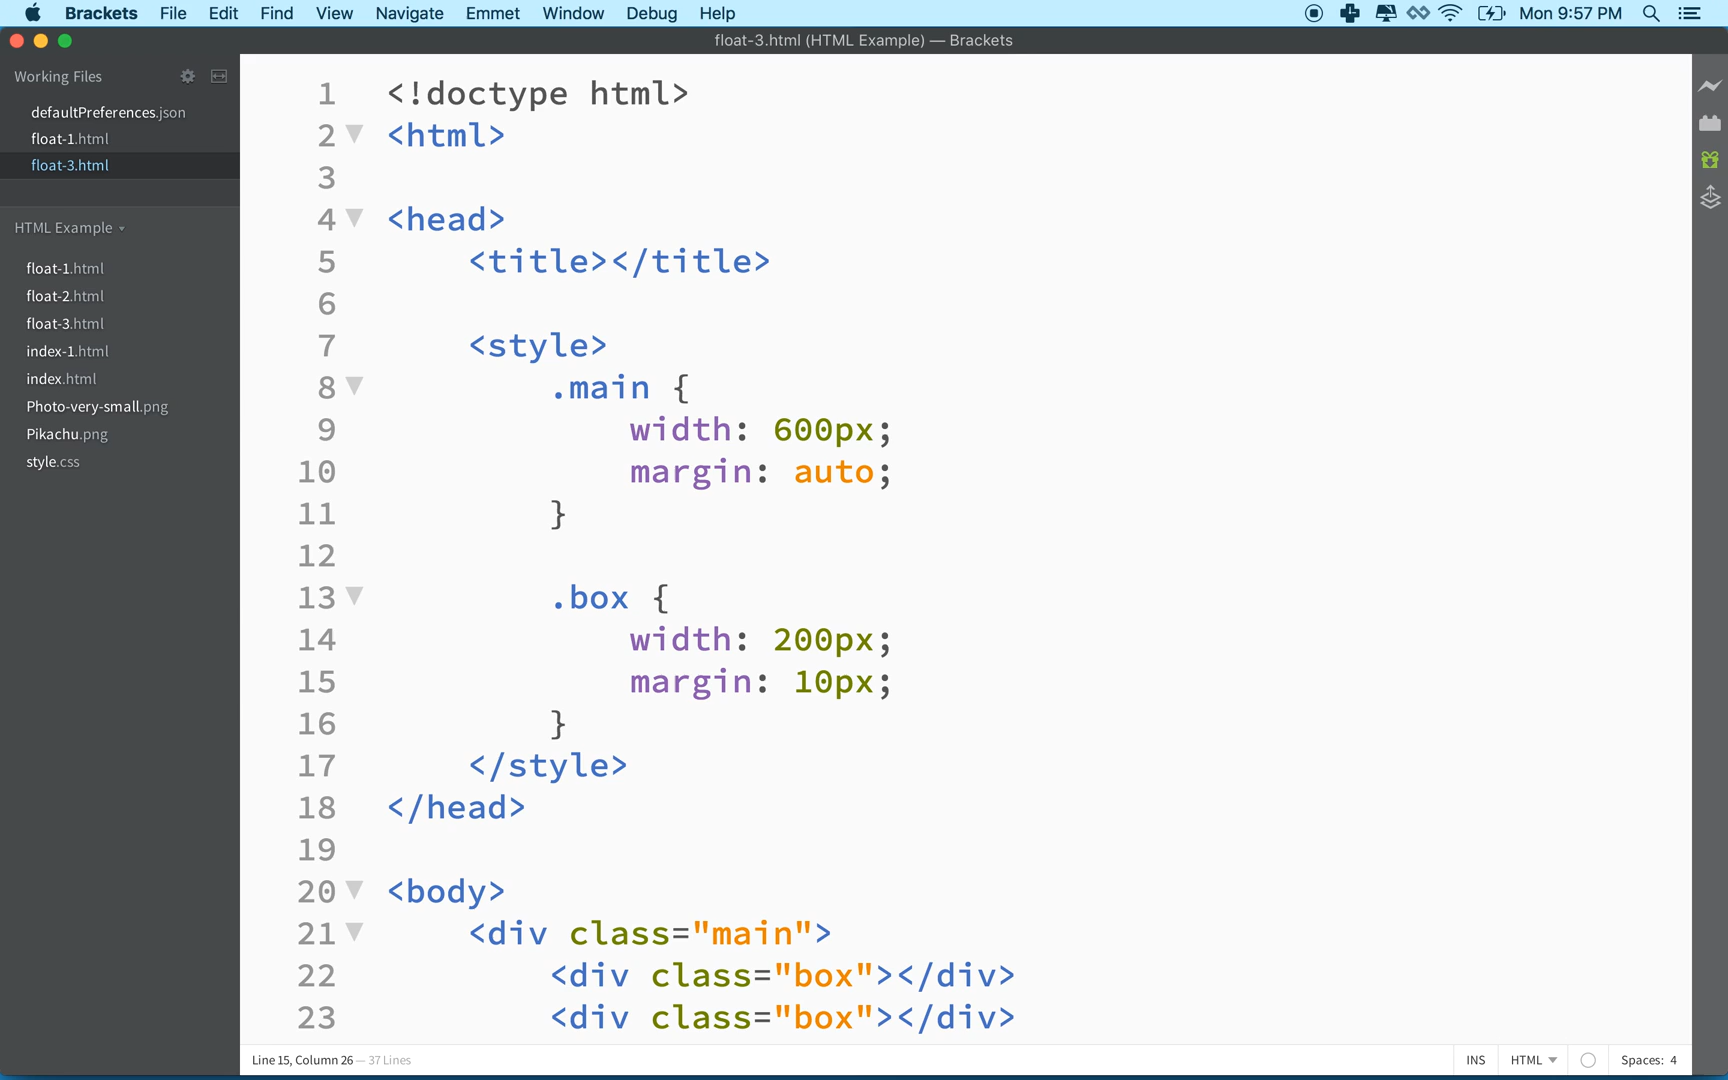 Brackets File Edit Find View Navigate Emmet Window Debug Help Mon 9:57 PM
float-3.html (HTML Example) — Brackets
Working Files
defaultPreferences.json
float-1.html
float-3.html
HTML Example
float-1.html
float-2.html
float-3.html
index-1.html
index.html
Photo-very-small.png
Pikachu.png
style.css
1 <!doctype html>
2 <html>
3
4 <head>
5 <title></title>
6
7 <style>
8 .main {
9 width: 600px;
10 margin: auto;
11 }
12
13 .box {
14 width: 200px;
15 margin: 10px;
16 }
17 </style>
18 </head>
19
20 <body>
21 <div class="main">
22 <div class="box"></div>
23 <div class="box"></div>
Line 15, Column 26 — 37 Lines INS HTML Spaces: 4